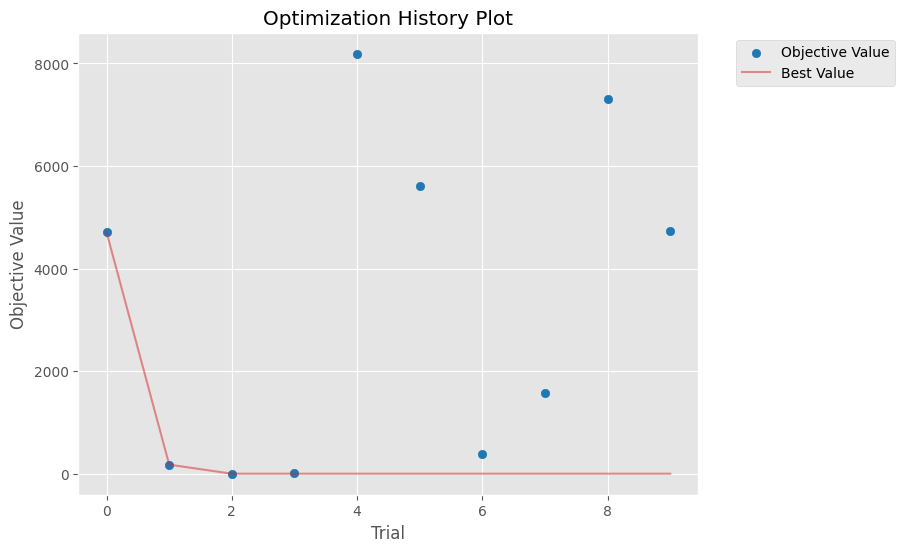 Optimization History Plot
Objective Value
Best Value
Objective Value
8000
6000
4000
2000
0
0 2 4 6 8
Trial